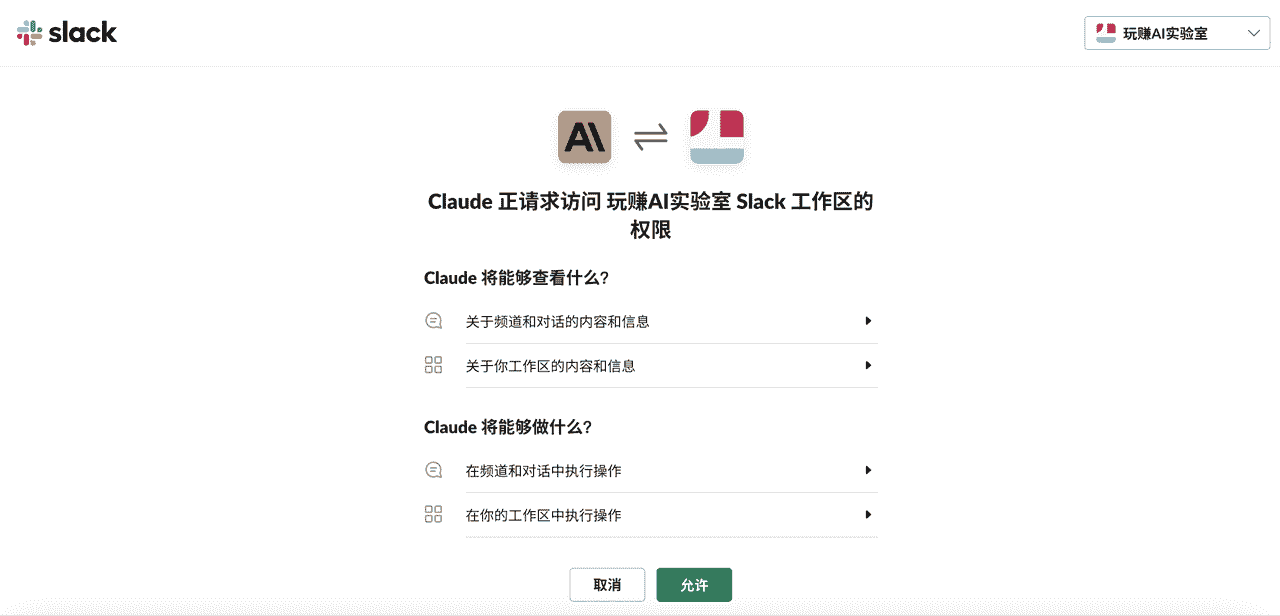 slack
玩赚AI实验室
AI
Claude 正请求访问 玩赚AI实验室 Slack 工作区的
权限
Claude 将能够查看什么?
关于频道和对话的内容和信息
关于你工作区的内容和信息
Claude 将能够做什么?
在频道和对话中执行操作
在你的工作区中执行操作
取消
允许